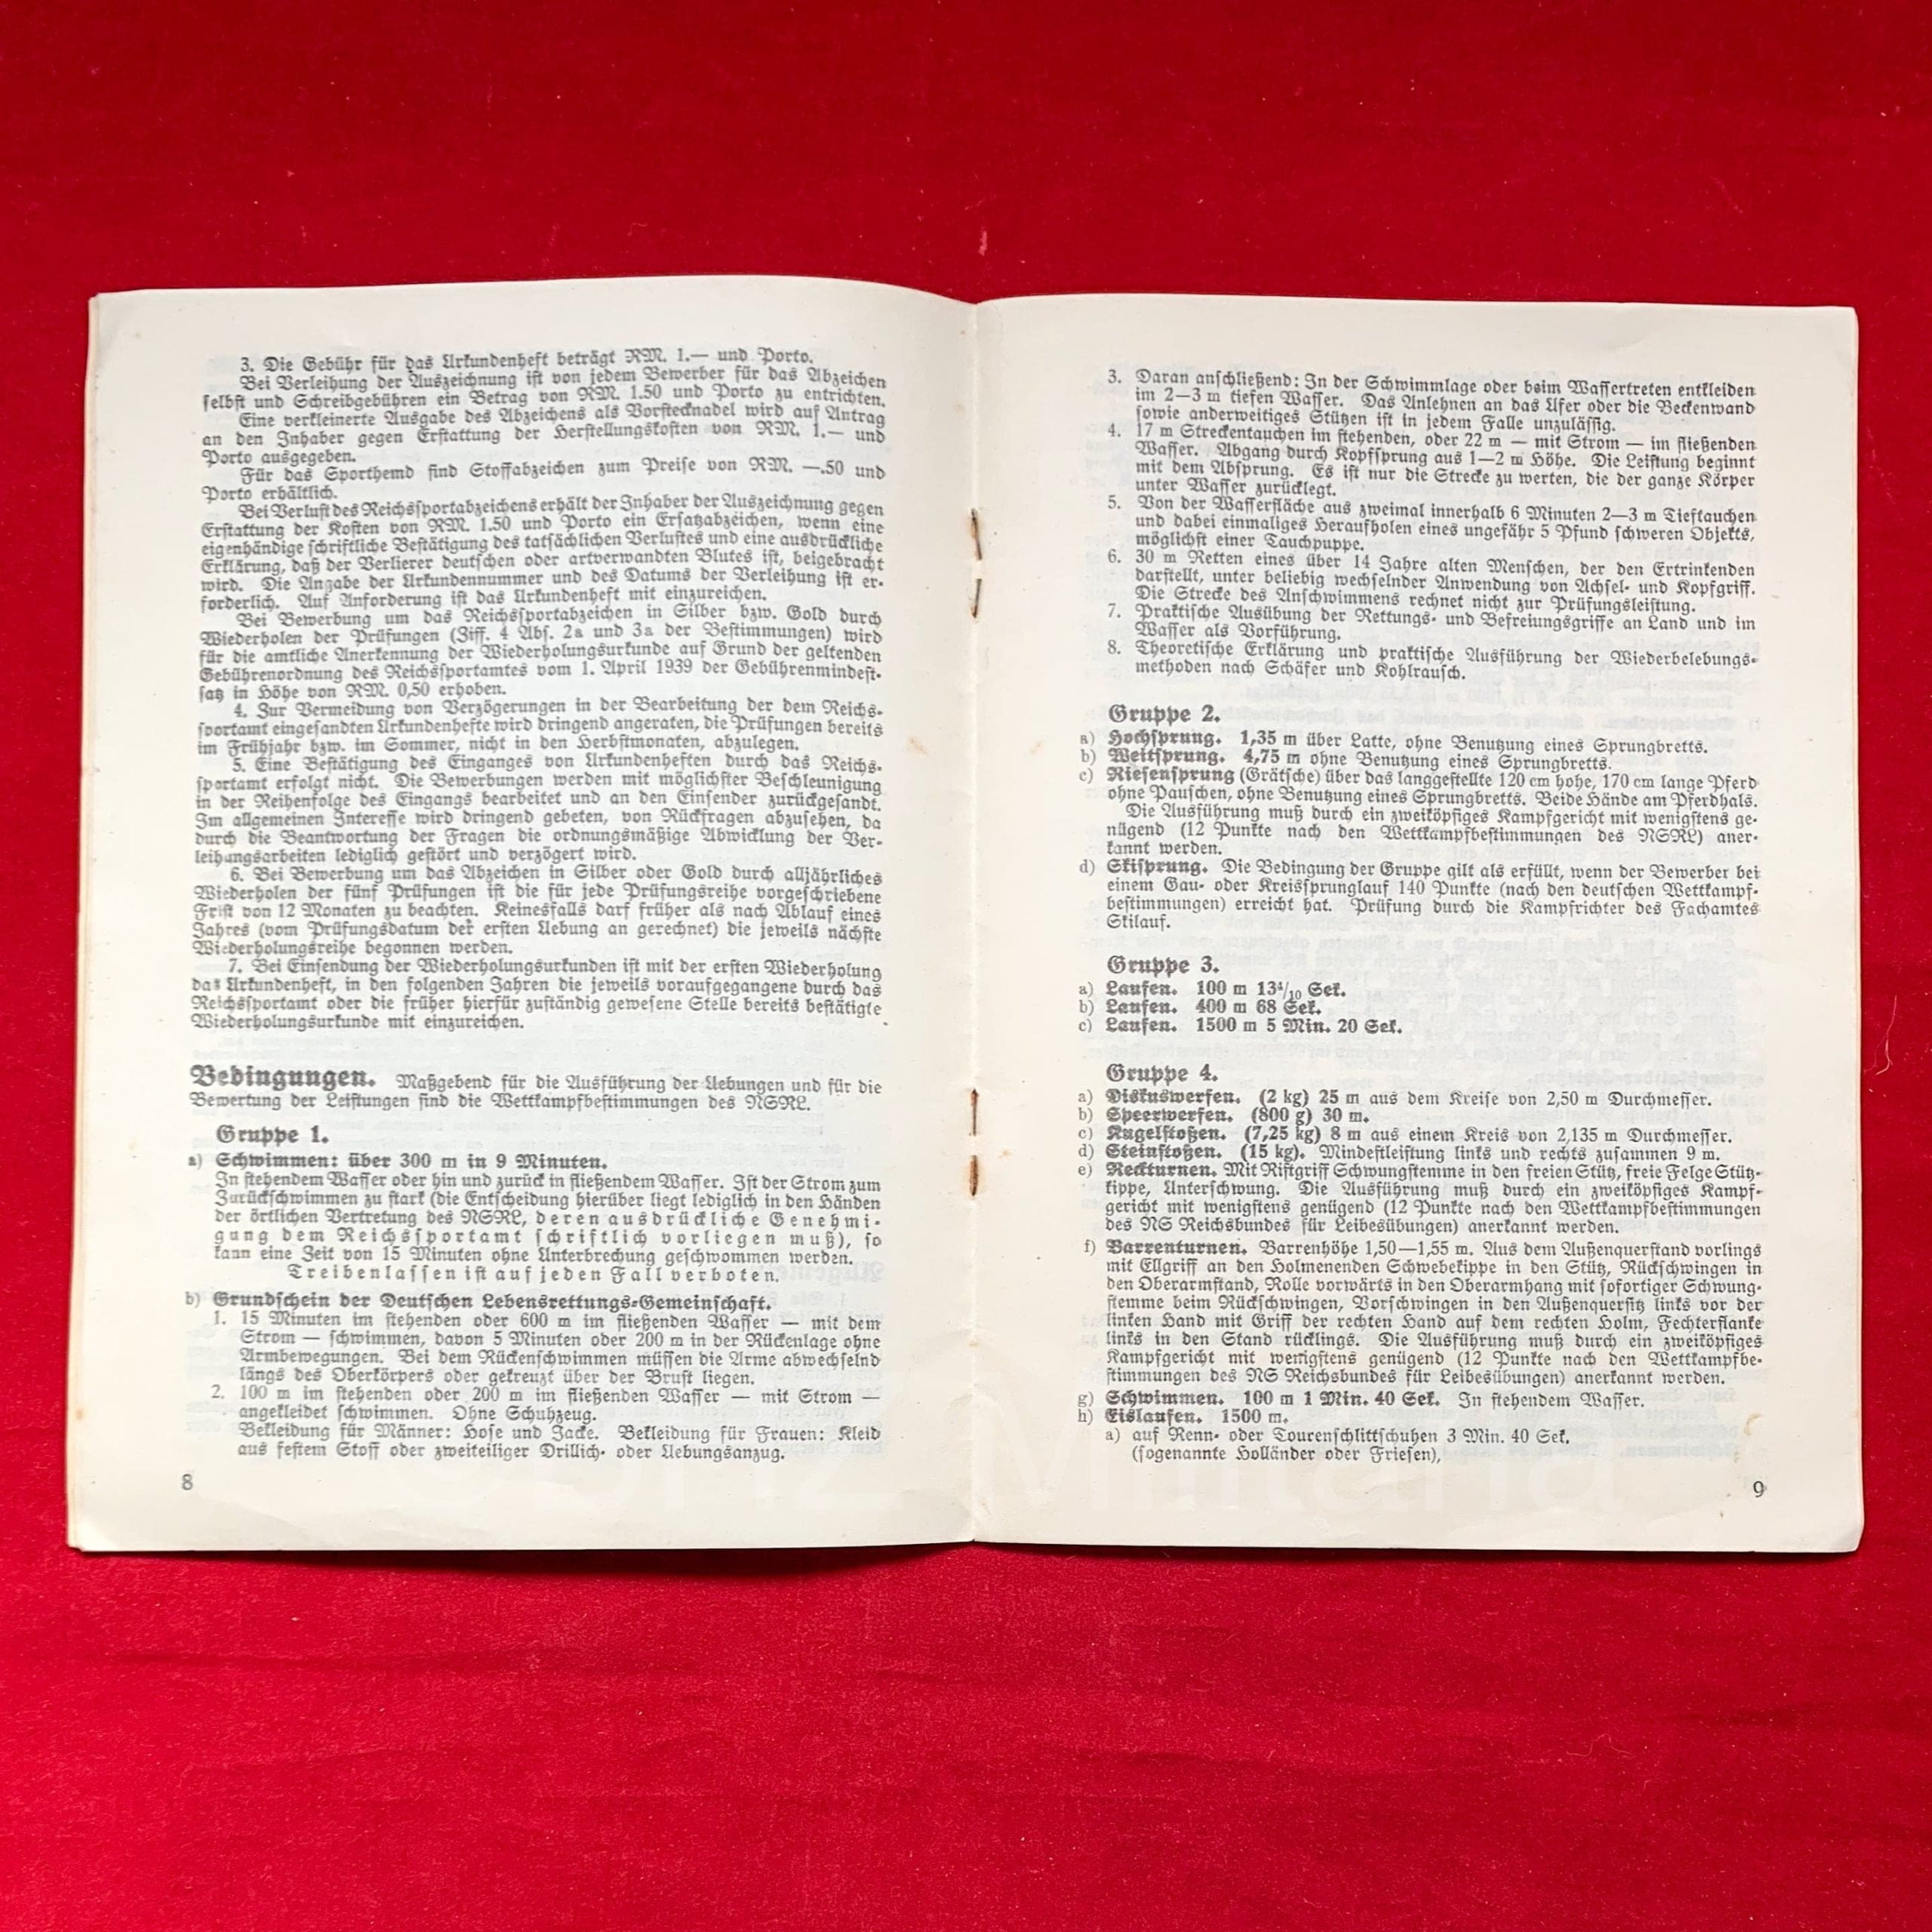 3. Die Gebühr für das Urkundenheft beträgt RM. 1.— und Porto.
Bei Verleihung der Auszeichnung ist von jedem Bewerber für das Abzeichen
selbst und Schreibgebühren ein Betrag von RM. 1.50 und Porto zu entrichten.
Eine verkleinerte Ausgabe des Abzeichens als Vorstecknadel wird auf Antrag
an den Inhaber gegen Erstattung der Herstellungskosten von RM. 1.— und
Porto ausgegeben.
Für das Sporthemd sind Stoffabzeichen zum Preise von RM. —.50 und
Porto erhältlich.
Bei Verlust des Reichssportabzeichens erhält der Inhaber der Auszeichnung gegen
Erstattung der Kosten von RM. 1.50 und Porto ein Ersatzabzeichen, wenn eine
eigenhändige schriftliche Bestätigung des tatsächlichen Verlustes und eine ausdrückliche
Erklärung, daß der Verlierer deutschen oder artverwandten Blutes ist, beigebracht
wird. Die Angabe der Urkundennummer und des Datums der Verleihung ist er-
forderlich. Auf Anforderung ist das Urkundenheft mit einzureichen.
Bei Bewerbung um das Reichssportabzeichen in Silber bzw. Gold durch
Wiederholen der Prüfungen (Ziff. 4 Abs. 2a und 3a der Bestimmungen) wird
für die amtliche Anerkennung der Wiederholungsurkunde auf Grund der geltenden
Gebührenordnung des Reichssportamtes vom 1. April 1939 der Gebührenmindest-
satz in Höhe von RM. 0,50 erhoben.
4. Zur Vermeidung von Verzögerungen in der Bearbeitung der dem Reichs-
sportamt eingesandten Urkundenhefte wird dringend angeraten, die Prüfungen bereits
im Frühjahr bzw. im Sommer, nicht in den Herbstmonaten, abzulegen.
5. Eine Bestätigung des Einganges von Urkundenheften durch das Reichs-
sportamt erfolgt nicht. Die Bewerbungen werden mit möglichster Beschleunigung
in der Reihenfolge des Eingangs bearbeitet und an den Einsender zurückgesandt.
Im allgemeinen Interesse wird dringend gebeten, von Rückfragen abzusehen, da
durch die Beantwortung der Fragen die ordnungsmäßige Abwicklung der Ver-
leihungsarbeiten lediglich gestört und verzögert wird.
6. Bei Bewerbung um das Abzeichen in Silber oder Gold durch alljährliches
Wiederholen der fünf Prüfungen ist die für jede Prüfungsreihe vorgeschriebene
Frist von 12 Monaten zu beachten. Keinesfalls darf früher als nach Ablauf eines
Jahres (vom Prüfungsdatum der ersten Uebung an gerechnet) die jeweils nächste
Wiederholungsreihe begonnen werden.
7. Bei Einsendung der Wiederholungsurkunden ist mit der ersten Wiederholung
das Urkundenheft, in den folgenden Jahren die jeweils voraufgegangene durch das
Reichssportamt oder die früher hierfür zuständig gewesene Stelle bereits bestätigte
Wiederholungsurkunde mit einzureichen.
Bedingungen. Maßgebend für die Ausführung der Uebungen und für die
Bewertung der Leistungen sind die Wettkampfbestimmungen des NSRL.
Gruppe 1.
a) Schwimmen: über 300 m in 9 Minuten.
In stehendem Wasser oder hin und zurück in fließendem Wasser. Ist der Strom zum
Zurückschwimmen zu stark (die Entscheidung hierüber liegt lediglich in den Händen
der örtlichen Vertretung des NSRL, deren ausdrückliche Genehmi-
gung dem Reichssportamt schriftlich vorliegen muß), so
kann eine Zeit von 15 Minuten ohne Unterbrechung geschwommen werden.
Treibenlassen ist auf jeden Fall verboten.
b) Grundschein der Deutschen Lebensrettungs-Gemeinschaft.
1. 15 Minuten im stehenden oder 600 m im fließenden Wasser — mit dem
Strom — schwimmen, davon 5 Minuten oder 200 m in der Rückenlage ohne
Armbewegungen. Bei dem Rückenschwimmen müssen die Arme abwechselnd
längs des Oberkörpers oder gekreuzt über der Brust liegen.
2. 100 m im stehenden oder 200 m im fließenden Wasser — mit Strom —
angekleidet schwimmen. Ohne Schuhzeug.
Bekleidung für Männer: Hose und Jacke. Bekleidung für Frauen: Kleid
aus festem Stoff oder zweiteiliger Drillich- oder Uebungsanzug.
8
3. Daran anschließend: In der Schwimmlage oder beim Wassertreten entkleiden
im 2—3 m tiefen Wasser. Das Anlehnen an das Ufer oder die Beckenwand
sowie anderweitiges Stützen ist in jedem Falle unzulässig.
4. 17 m Streckentauchen im stehenden, oder 22 m — mit Strom — im fließenden
Wasser. Abgang durch Kopfsprung aus 1—2 m Höhe. Die Leistung beginnt
mit dem Absprung. Es ist nur die Strecke zu werten, die der ganze Körper
unter Wasser zurücklegt.
5. Von der Wasserfläche aus zweimal innerhalb 6 Minuten 2—3 m Tieftauchen
und dabei einmaliges Heraufholen eines ungefähr 5 Pfund schweren Objekts,
möglichst einer Tauchpuppe.
6. 30 m Retten eines über 14 Jahre alten Menschen, der den Ertrinkenden
darstellt, unter beliebig wechselnder Anwendung von Achsel- und Kopfgriff.
Die Strecke des Anschwimmens rechnet nicht zur Prüfungsleistung.
7. Praktische Ausübung der Rettungs- und Befreiungsgriffe an Land und im
Wasser als Vorführung.
8. Theoretische Erklärung und praktische Ausführung der Wiederbelebungs-
methoden nach Schäfer und Kohlrausch.
Gruppe 2.
a) Hochsprung. 1,35 m über Latte, ohne Benutzung eines Sprungbretts.
b) Weitsprung. 4,75 m ohne Benutzung eines Sprungbretts.
c) Riesensprung (Grätsche) über das langgestellte 120 cm hohe, 170 cm lange Pferd
ohne Pauschen, ohne Benutzung eines Sprungbretts. Beide Hände am Pferdhals.
Die Ausführung muß durch ein zweiköpfiges Kampfgericht mit wenigstens ge-
nügend (12 Punkte nach den Wettkampfbestimmungen des NSRL) aner-
kannt werden.
d) Skisprung. Die Bedingung der Gruppe gilt als erfüllt, wenn der Bewerber bei
einem Gau- oder Kreissprunglauf 140 Punkte (nach den deutschen Wettkampf-
bestimmungen) erreicht hat. Prüfung durch die Kampfrichter des Fachamtes
Skilauf.
Gruppe 3.
a) Laufen. 100 m 13⁴/₁₀ Sek.
b) Laufen. 400 m 68 Sek.
c) Laufen. 1500 m 5 Min. 20 Sek.
Gruppe 4.
a) Diskuswerfen. (2 kg) 25 m aus dem Kreise von 2,50 m Durchmesser.
b) Speerwerfen. (800 g) 30 m.
c) Kugelstoßen. (7,25 kg) 8 m aus einem Kreis von 2,135 m Durchmesser.
d) Steinstoßen. (15 kg). Mindestleistung links und rechts zusammen 9 m.
e) Reckturnen. Mit Ristgriff Schwungstemme in den freien Stütz, freie Felge Stütz-
kippe, Unterschwung. Die Ausführung muß durch ein zweiköpfiges Kampf-
gericht mit wenigstens genügend (12 Punkte nach den Wettkampfbestimmungen
des NS Reichsbundes für Leibesübungen) anerkannt werden.
f) Barrenturnen. Barrenhöhe 1,50—1,55 m. Aus dem Außenquerstand vorlings
mit Ellgriff an den Holmenenden Schwebekippe in den Stütz, Rückschwingen in
den Oberarmstand, Rolle vorwärts in den Oberarmhang mit sofortiger Schwung-
stemme beim Rückschwingen, Vorschwingen in den Außenquersitz links vor der
linken Hand mit Griff der rechten Hand auf dem rechten Holm, Fechterflanke
links in den Stand rücklings. Die Ausführung muß durch ein zweiköpfiges
Kampfgericht mit wenigstens genügend (12 Punkte nach den Wettkampfbe-
stimmungen des NS Reichsbundes für Leibesübungen) anerkannt werden.
g) Schwimmen. 100 m 1 Min. 40 Sek. In stehendem Wasser.
h) Eislaufen. 1500 m.
a) auf Renn- oder Tourenschlittschuhen 3 Min. 40 Sek.
(sogenannte Holländer oder Friesen),
9